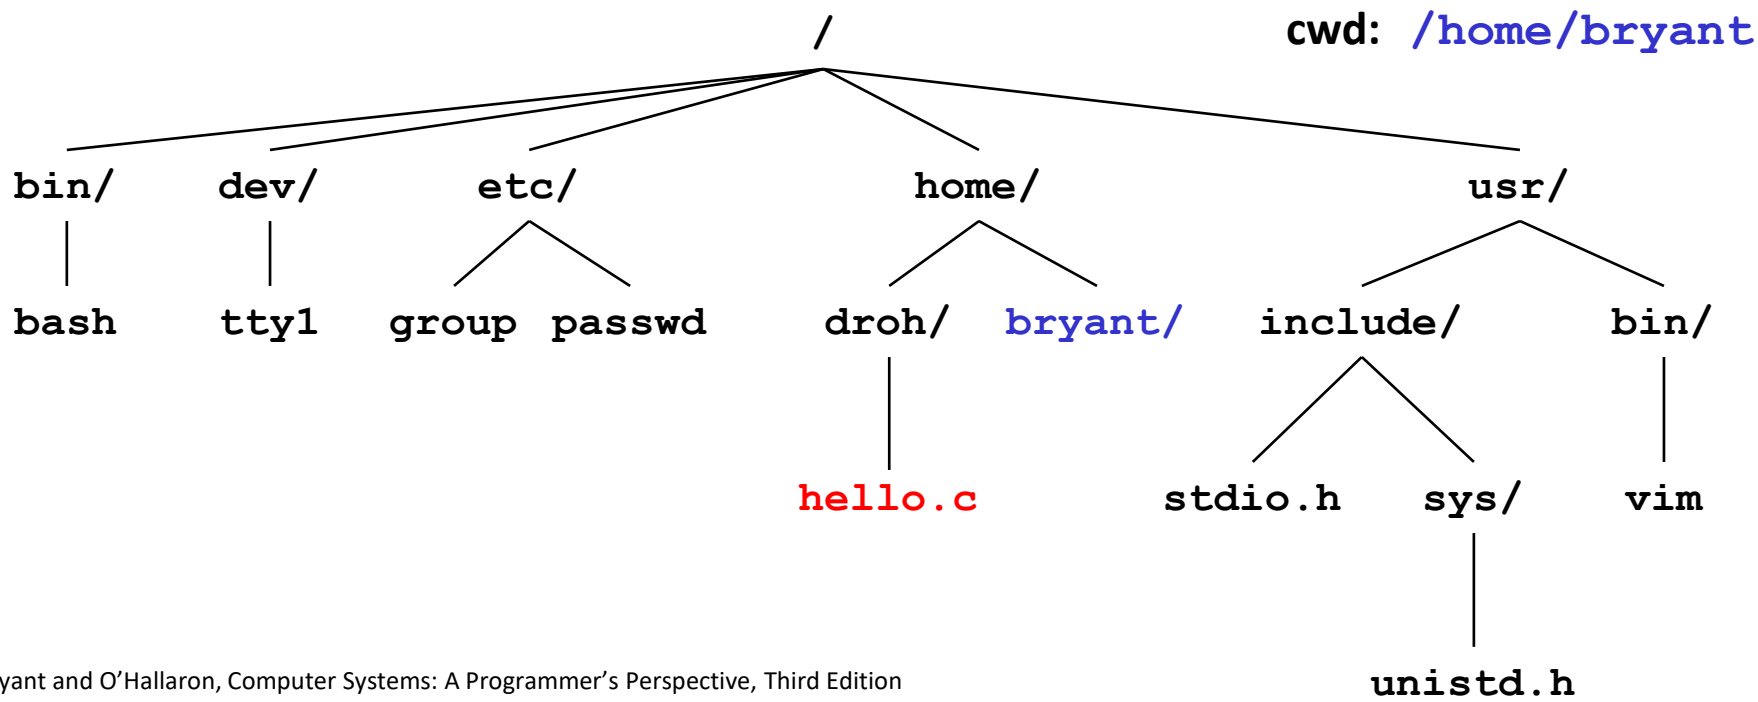 /
cwd: /home/bryant
bin/ dev/ etc/ home/ usr/
bash tty1 group passwd droh/ bryant/ include/ bin/
hello.c stdio.h sys/ vim
unistd.h
yant and O’Hallaron, Computer Systems: A Programmer’s Perspective, Third Edition